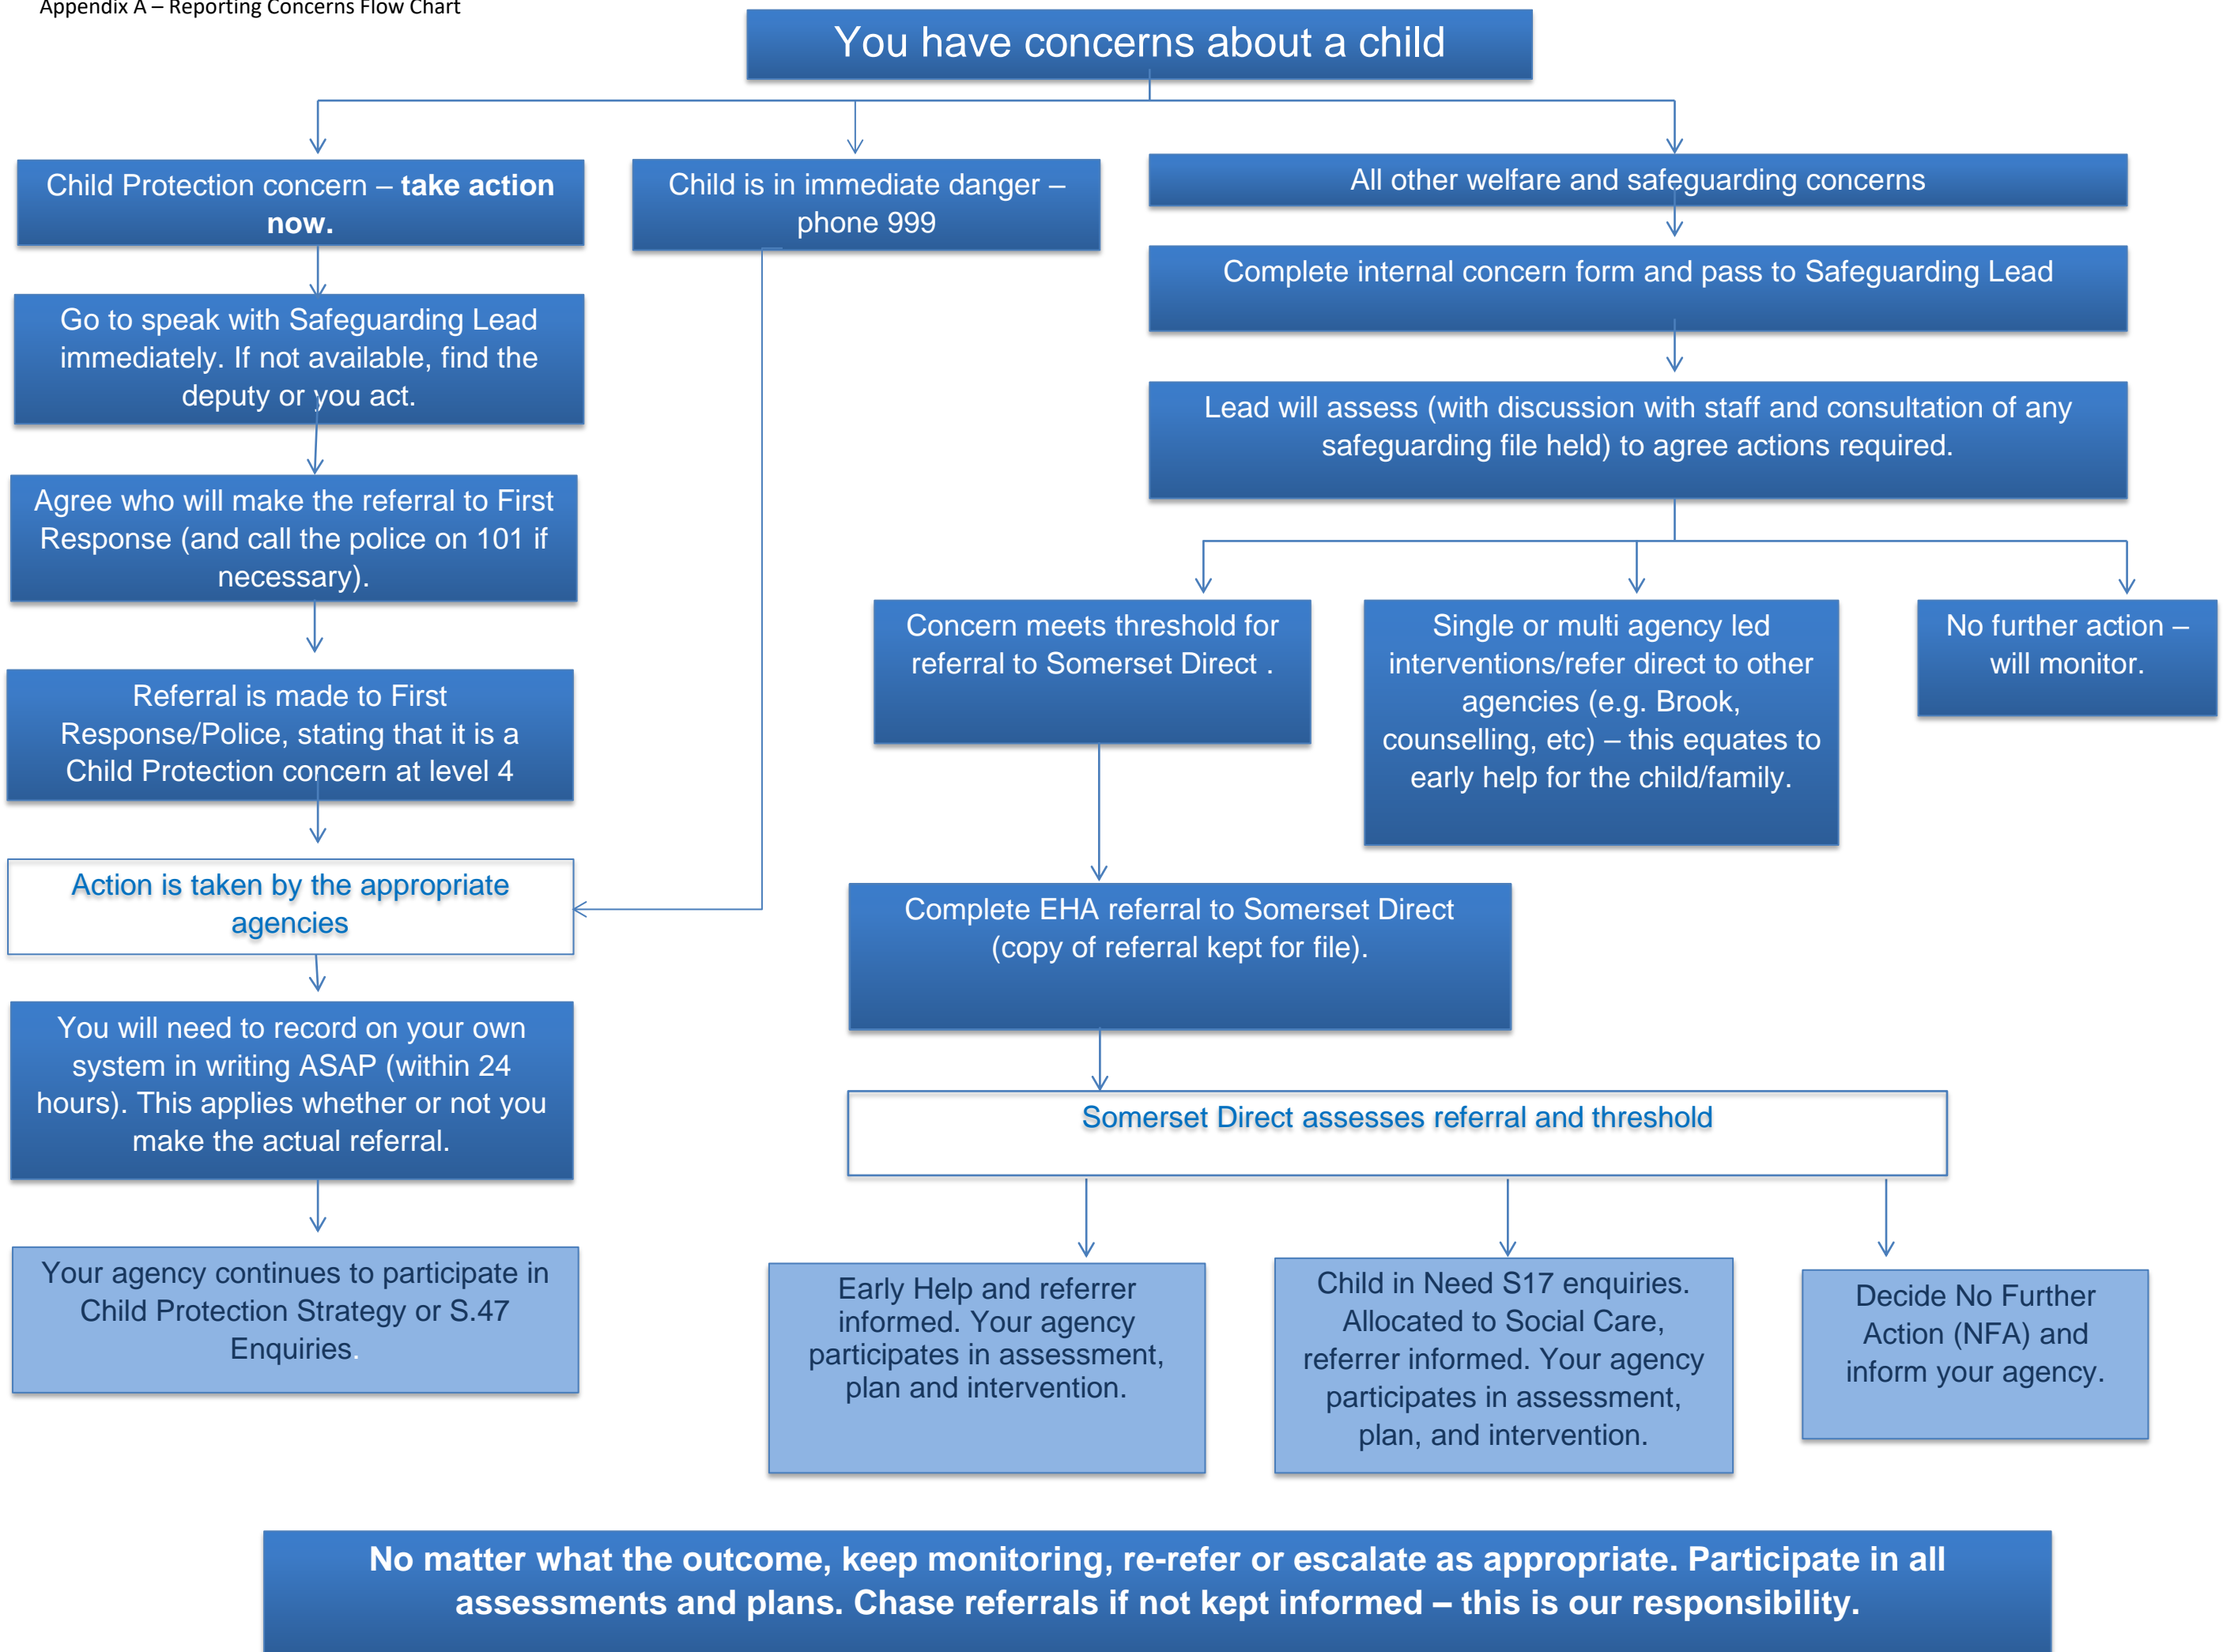 Appendix A – Reporting Concerns Flow Chart
You have concerns about a child
Child Protection concern – take action
now.
Go to speak with Safeguarding Lead
immediately. If not available, find the
deputy or you act.
Agree who will make the referral to First
Response (and call the police on 101 if
necessary).
Referral is made to First
Response/Police, stating that it is a
Child Protection concern at level 4
Action is taken by the appropriate
agencies
You will need to record on your own
system in writing ASAP (within 24
hours). This applies whether or not you
make the actual referral.
Your agency continues to participate in
Child Protection Strategy or S.47
Enquiries.
Child is in immediate danger –
phone 999
All other welfare and safeguarding concerns
Complete internal concern form and pass to Safeguarding Lead
Lead will assess (with discussion with staff and consultation of any
safeguarding file held) to agree actions required.
Concern meets threshold for
referral to Somerset Direct .
Single or multi agency led
interventions/refer direct to other
agencies (e.g. Brook,
counselling, etc) – this equates to
early help for the child/family.
No further action –
will monitor.
Complete EHA referral to Somerset Direct
(copy of referral kept for file).
Somerset Direct assesses referral and threshold
Early Help and referrer
informed. Your agency
participates in assessment,
plan and intervention.
Child in Need S17 enquiries.
Allocated to Social Care,
referrer informed. Your agency
participates in assessment,
plan, and intervention.
Decide No Further
Action (NFA) and
inform your agency.
No matter what the outcome, keep monitoring, re-refer or escalate as appropriate. Participate in all
assessments and plans. Chase referrals if not kept informed – this is our responsibility.